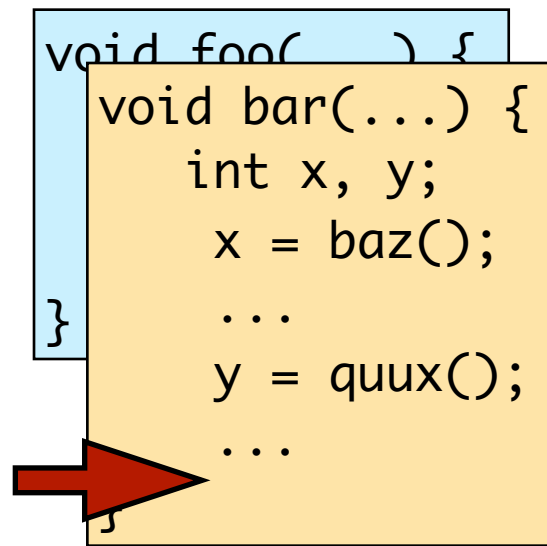 void foo(...) {
}
void bar(...) {
int x, y;
x = baz();
...
y = quux();
...
}